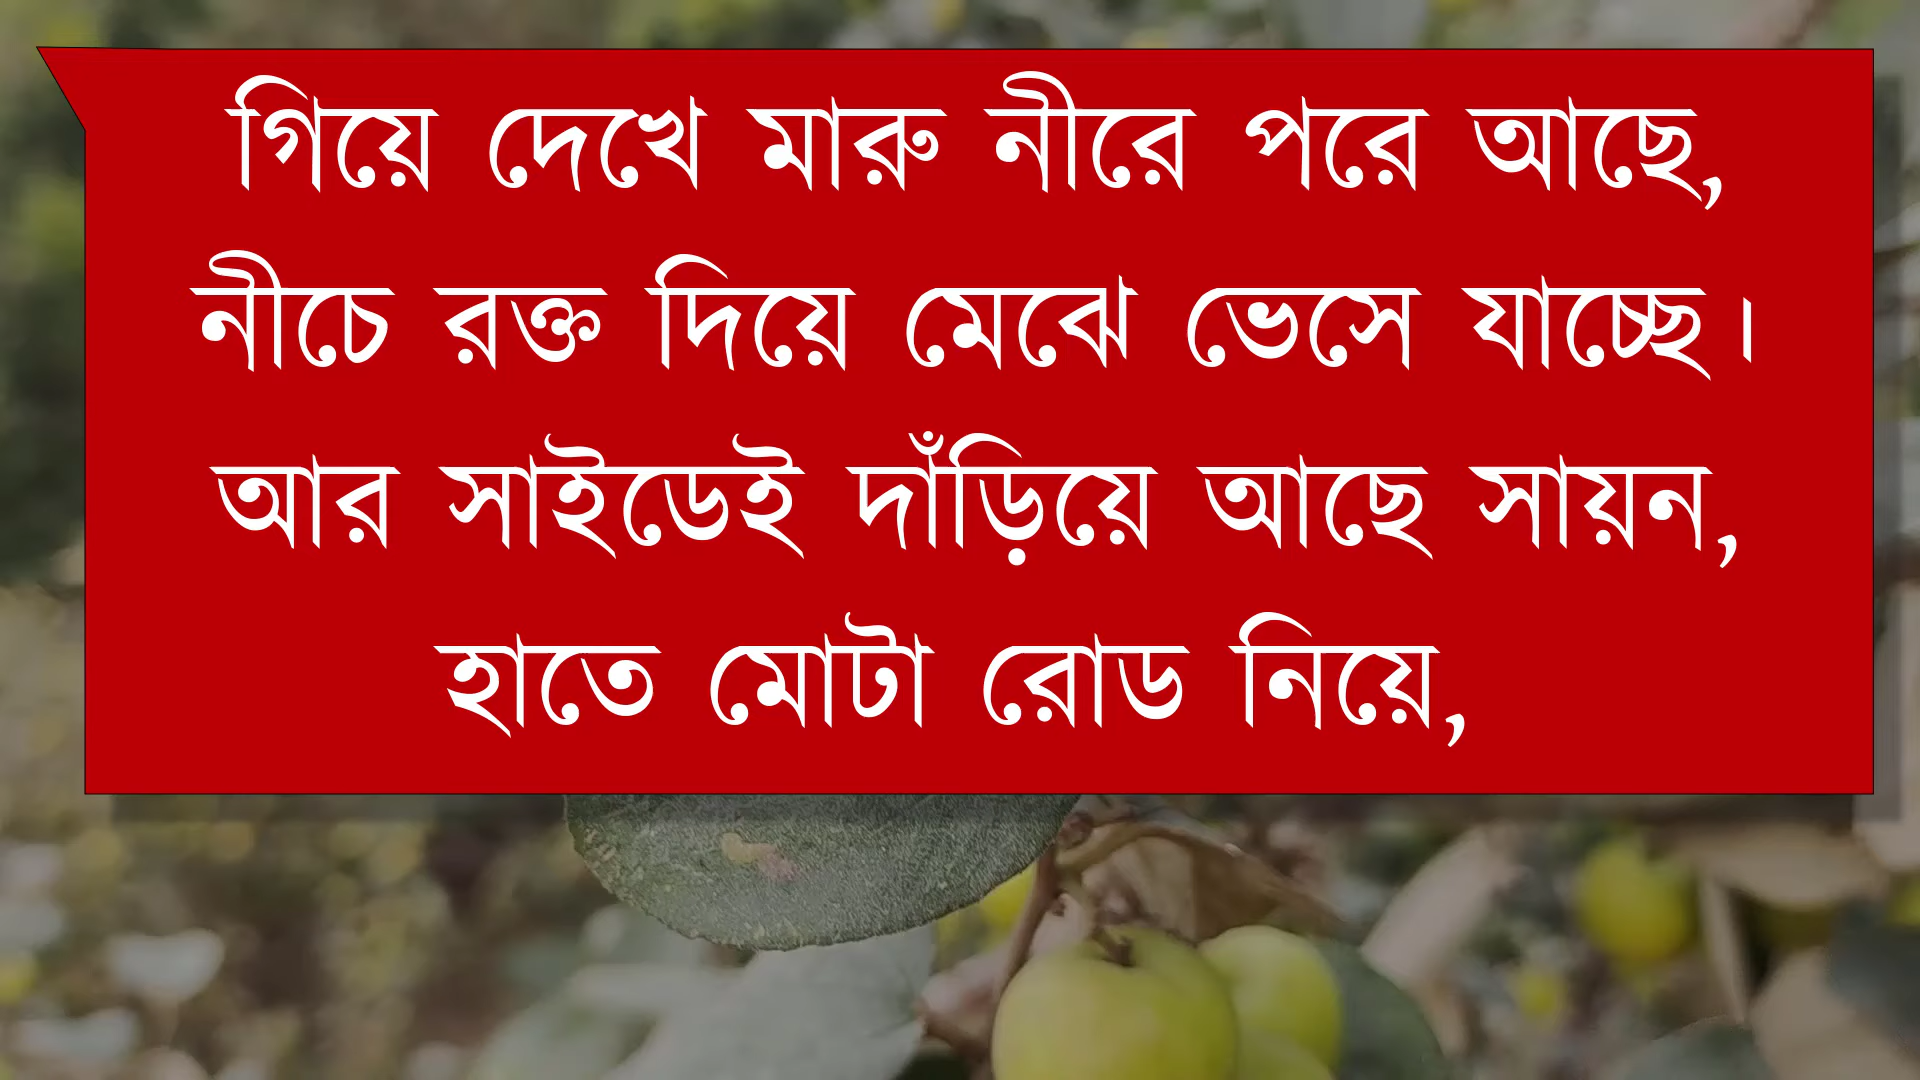 গিয়ে দেখে মারু নীরে পরে আছে,
নীচে রক্ত দিয়ে মেঝে ভেসে যাচ্ছে।
আর সাইডেই দাঁড়িয়ে আছে সায়ন,
হাতে মোটা রোড নিয়ে,